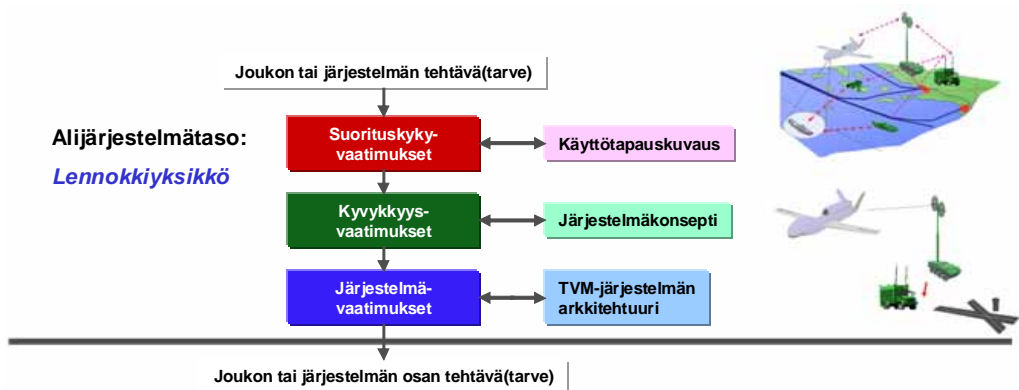 Joukon tai järjestelmän tehtävä(tarve)
Alijärjestelmätaso:
Lennokkiyksikkö
Suorituskyky-
vaatimukset
Käyttötapauskuvaus
Kyvykkyys-
vaatimukset
Järjestelmäkonsepti
Järjestelmä-
vaatimukset
TVM-järjestelmän
arkkitehtuuri
Joukon tai järjestelmän osan tehtävä(tarve)